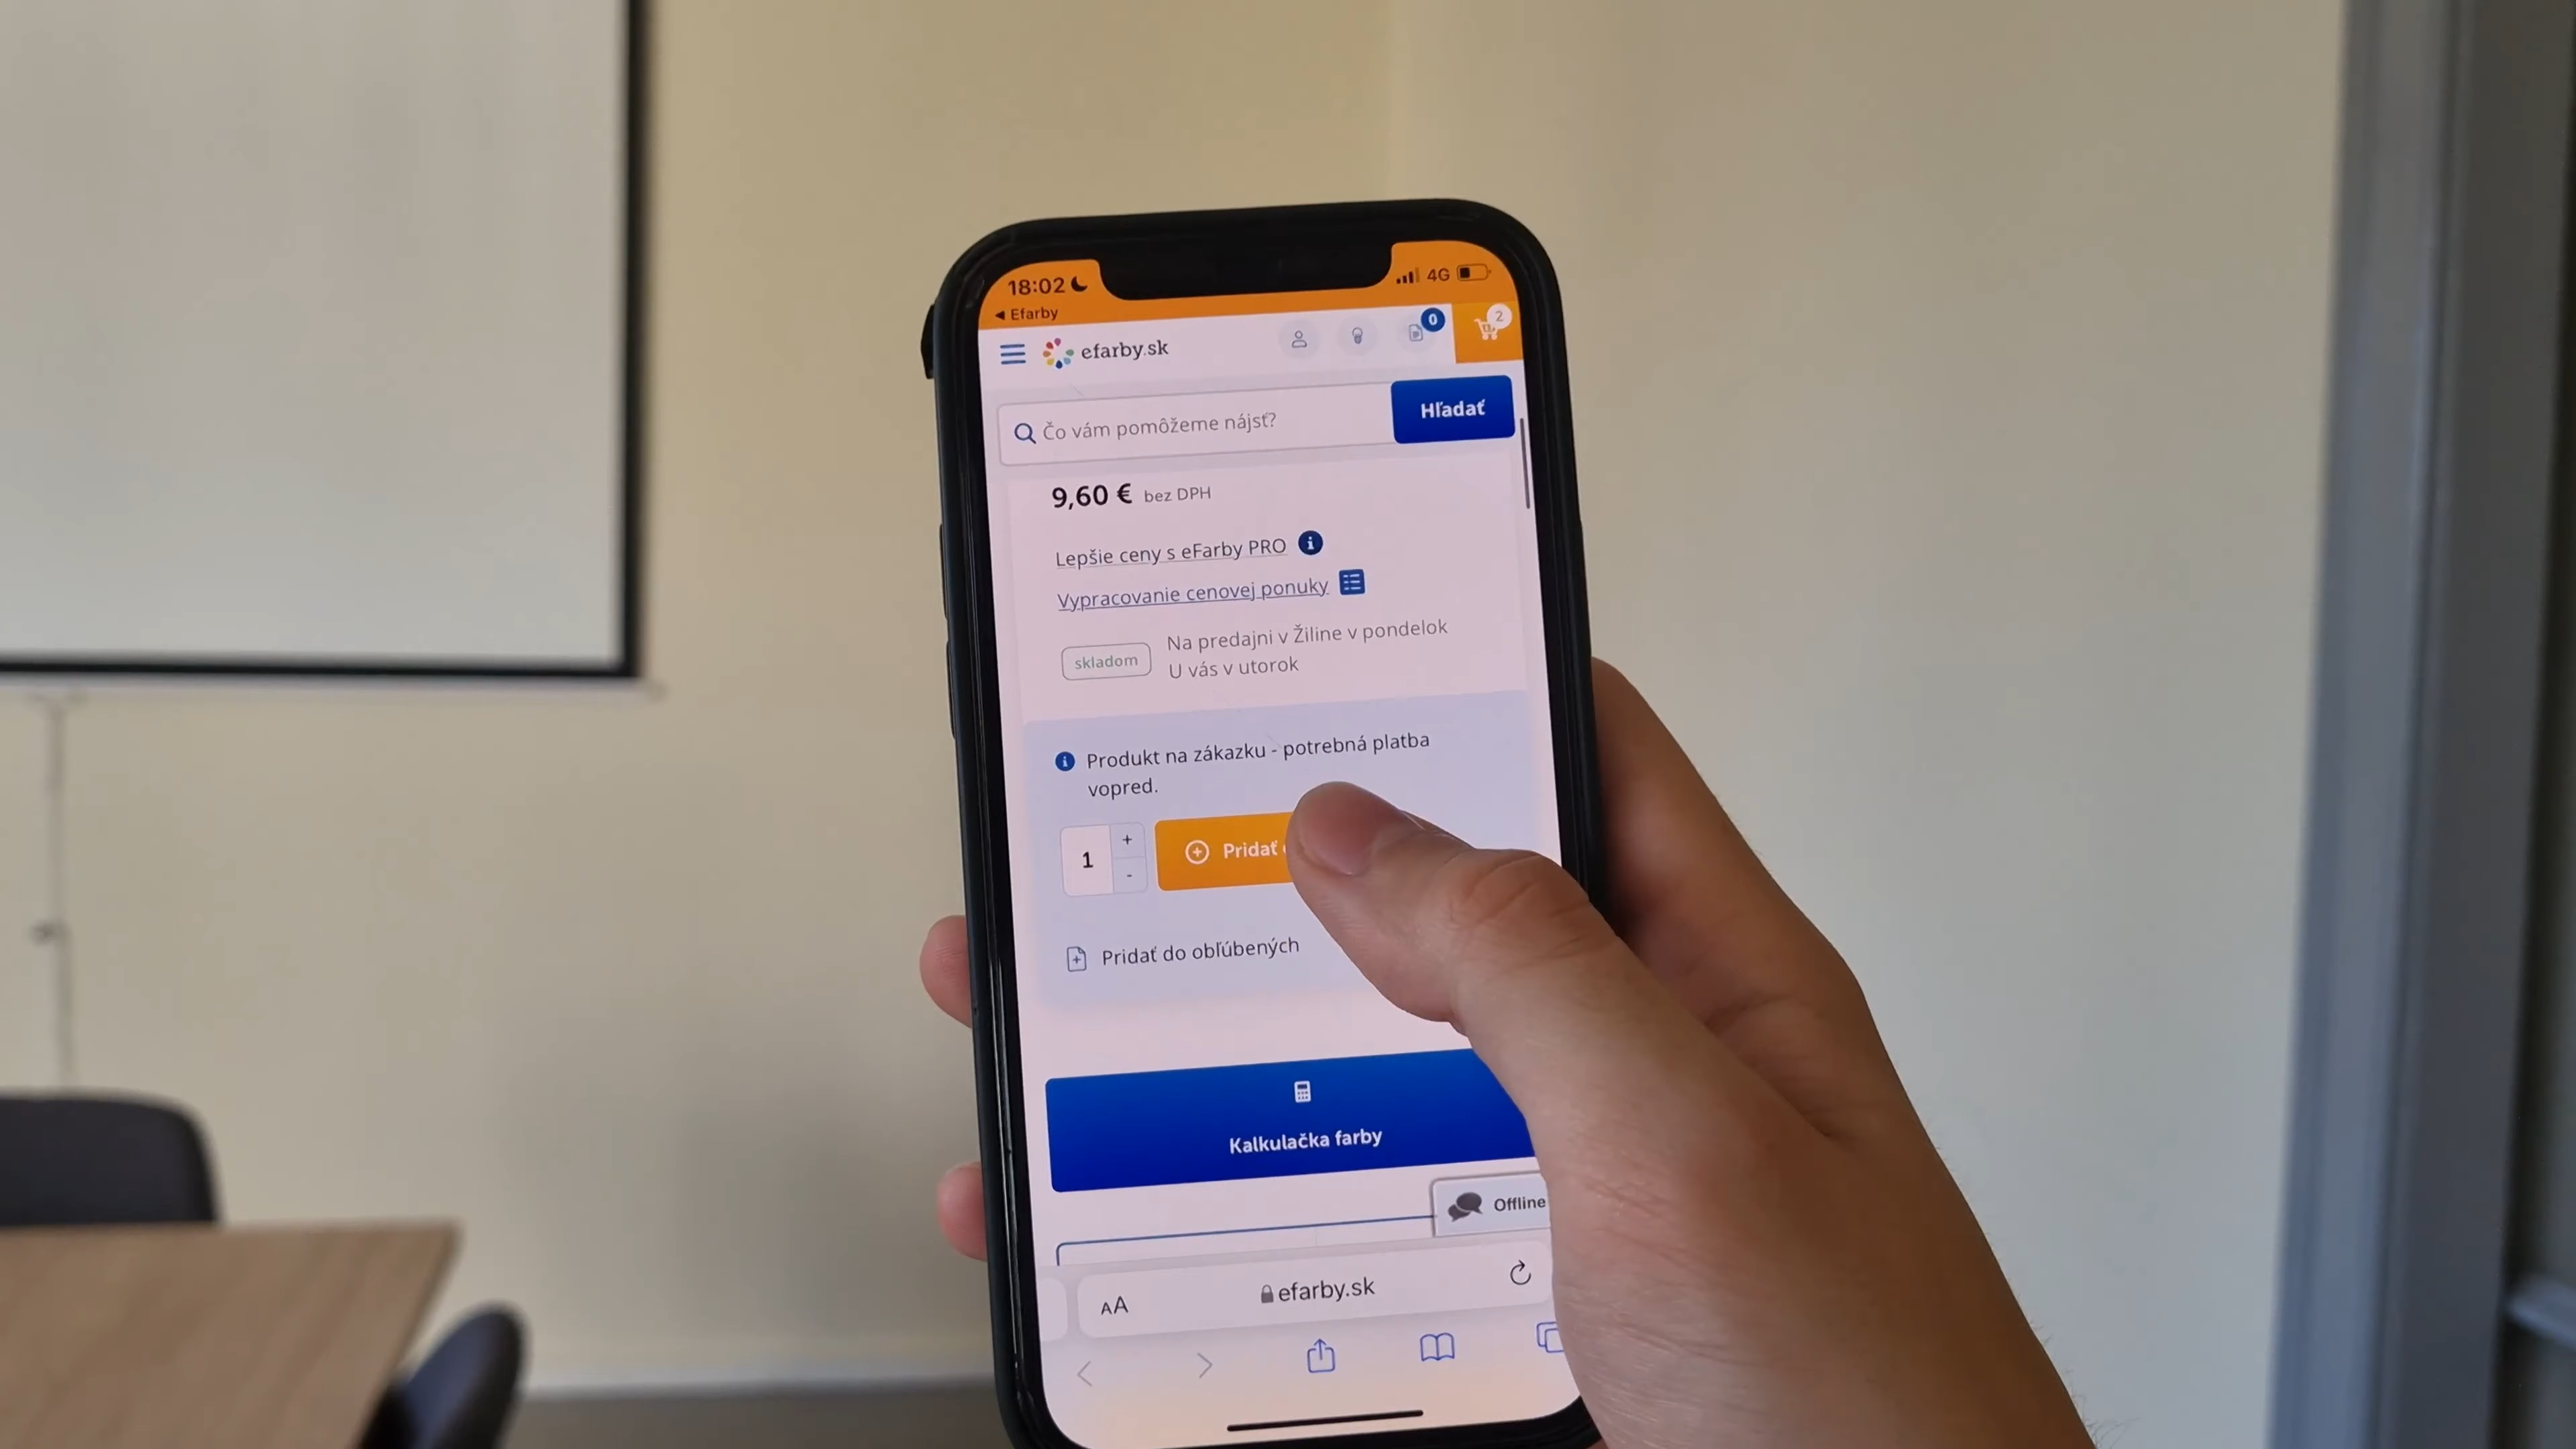 18:02
4G
◀ Efarby
efarby.sk
0
2
Čo vám pomôžeme nájsť?
Hľadať
9,60 € bez DPH
Lepšie ceny s eFarby PRO
Vypracovanie cenovej ponuky
skladom
Na predajni v Žiline v pondelok
U vás v utorok
Produkt na zákazku - potrebná platba
vopred.
1
+
-
Pridať
Pridať do obľúbených
Kalkulačka farby
Offline
AA
efarby.sk